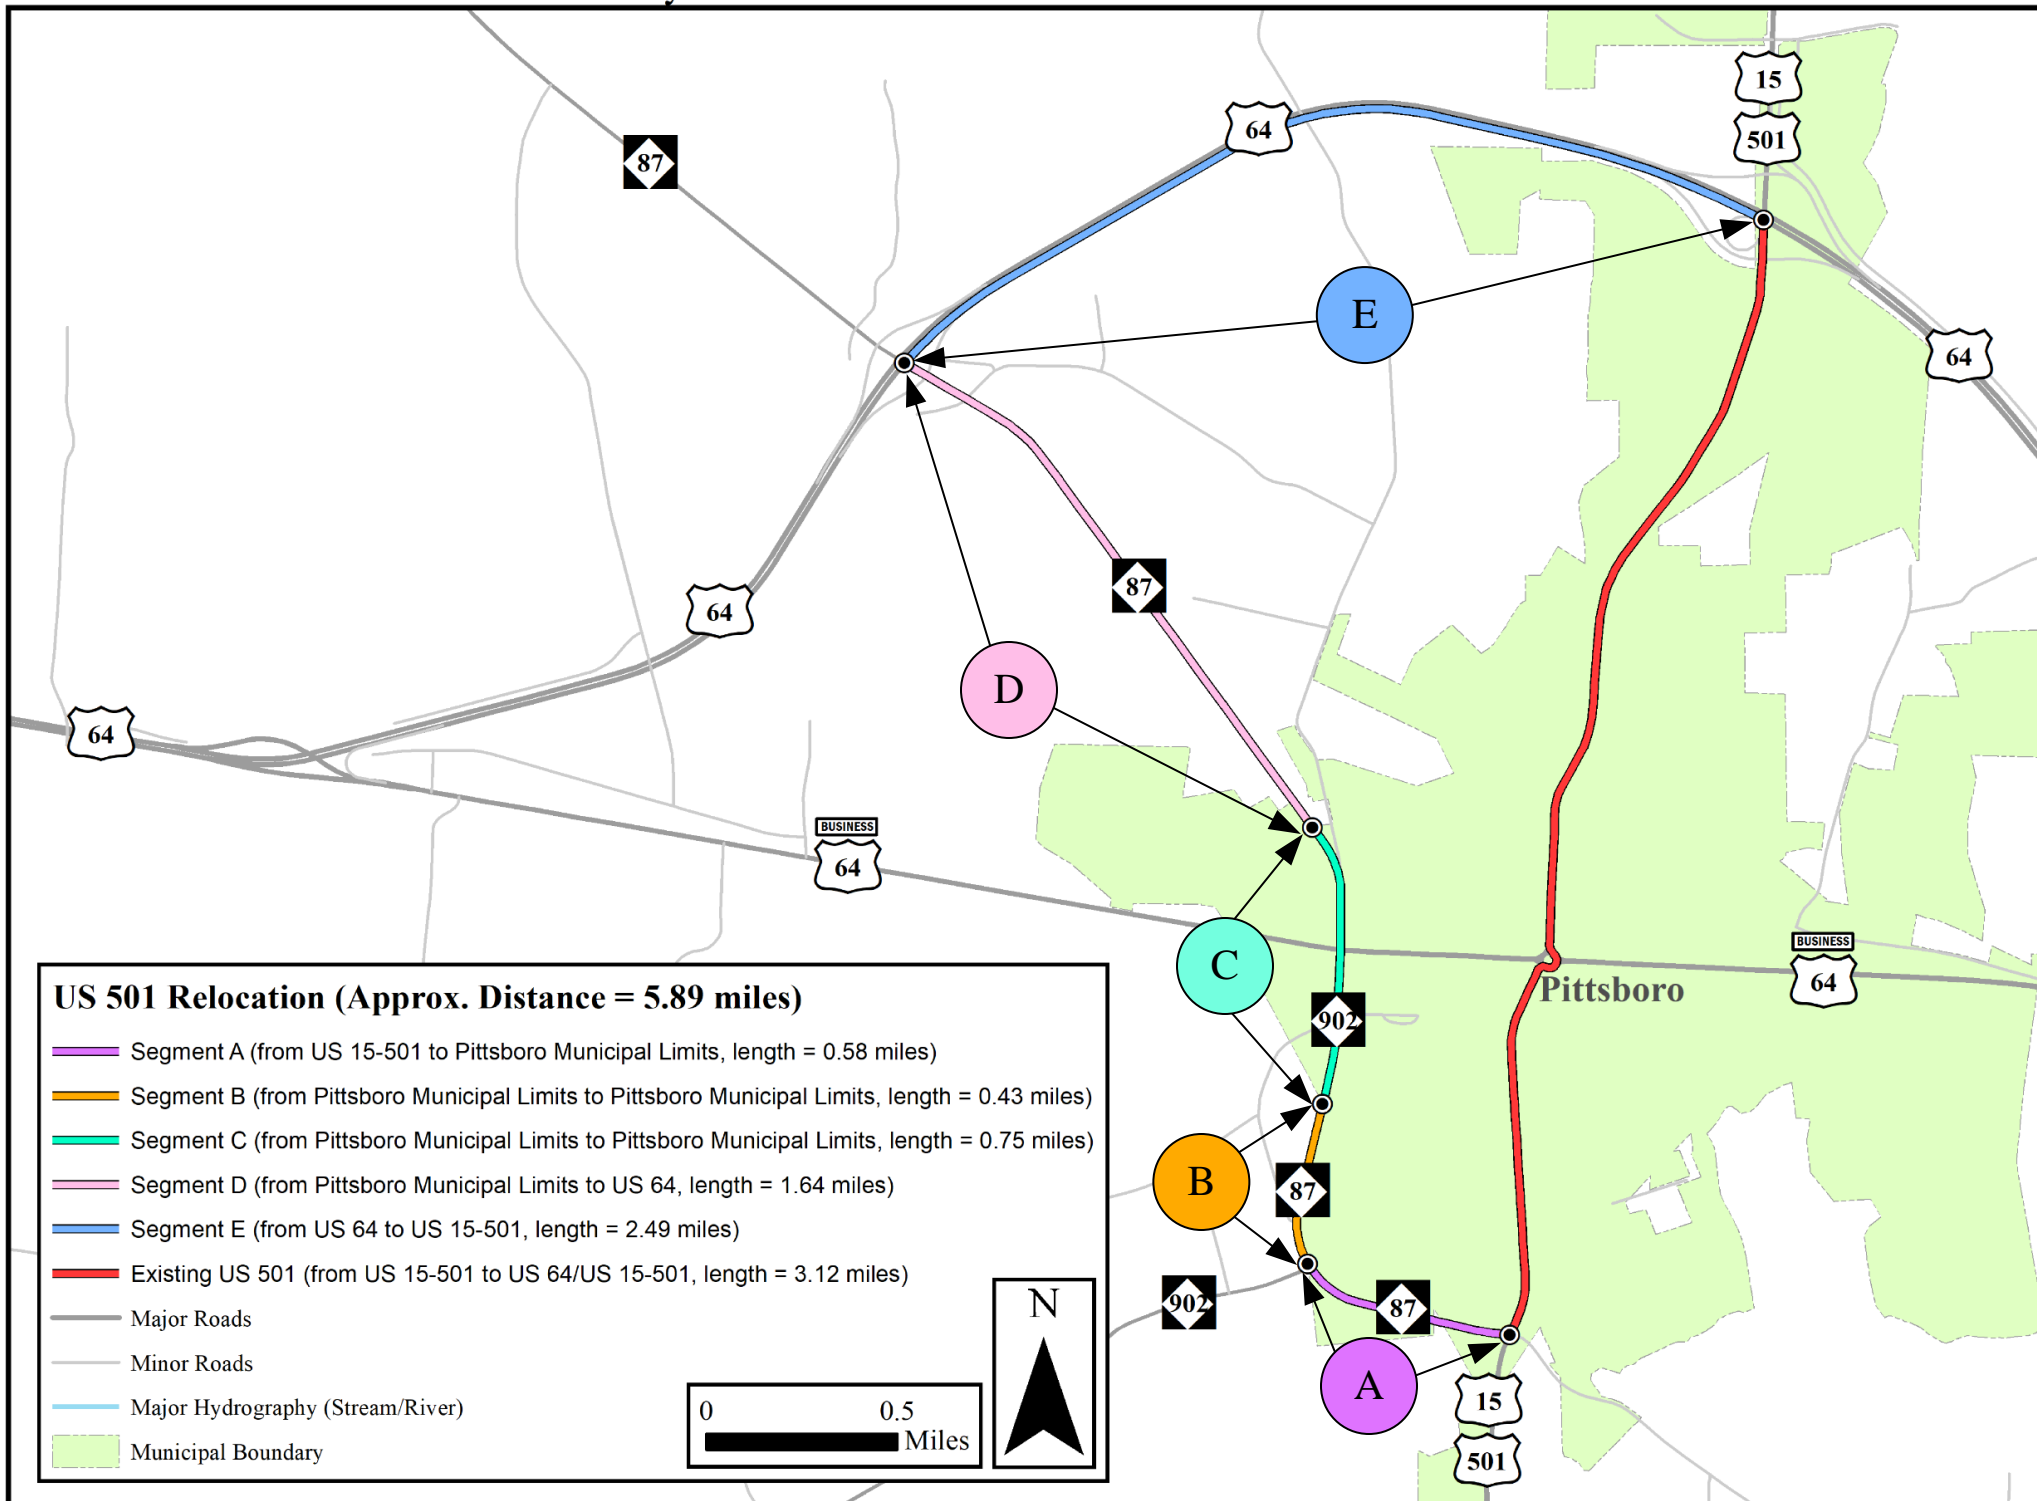 15
501
64
87
E
64
87
64
D
64
BUSINESS
64
C
BUSINESS
64
Pittsboro
902
US 501 Relocation (Approx. Distance = 5.89 miles)
Segment A (from US 15-501 to Pittsboro Municipal Limits, length = 0.58 miles)
Segment B (from Pittsboro Municipal Limits to Pittsboro Municipal Limits, length = 0.43 miles)
Segment C (from Pittsboro Municipal Limits to Pittsboro Municipal Limits, length = 0.75 miles)
Segment D (from Pittsboro Municipal Limits to US 64, length = 1.64 miles)
Segment E (from US 64 to US 15-501, length = 2.49 miles)
Existing US 501 (from US 15-501 to US 64/US 15-501, length = 3.12 miles)
Major Roads
Minor Roads
Major Hydrography (Stream/River)
Municipal Boundary
0 0.5
Miles
N
B
87
902
87
A
15
501